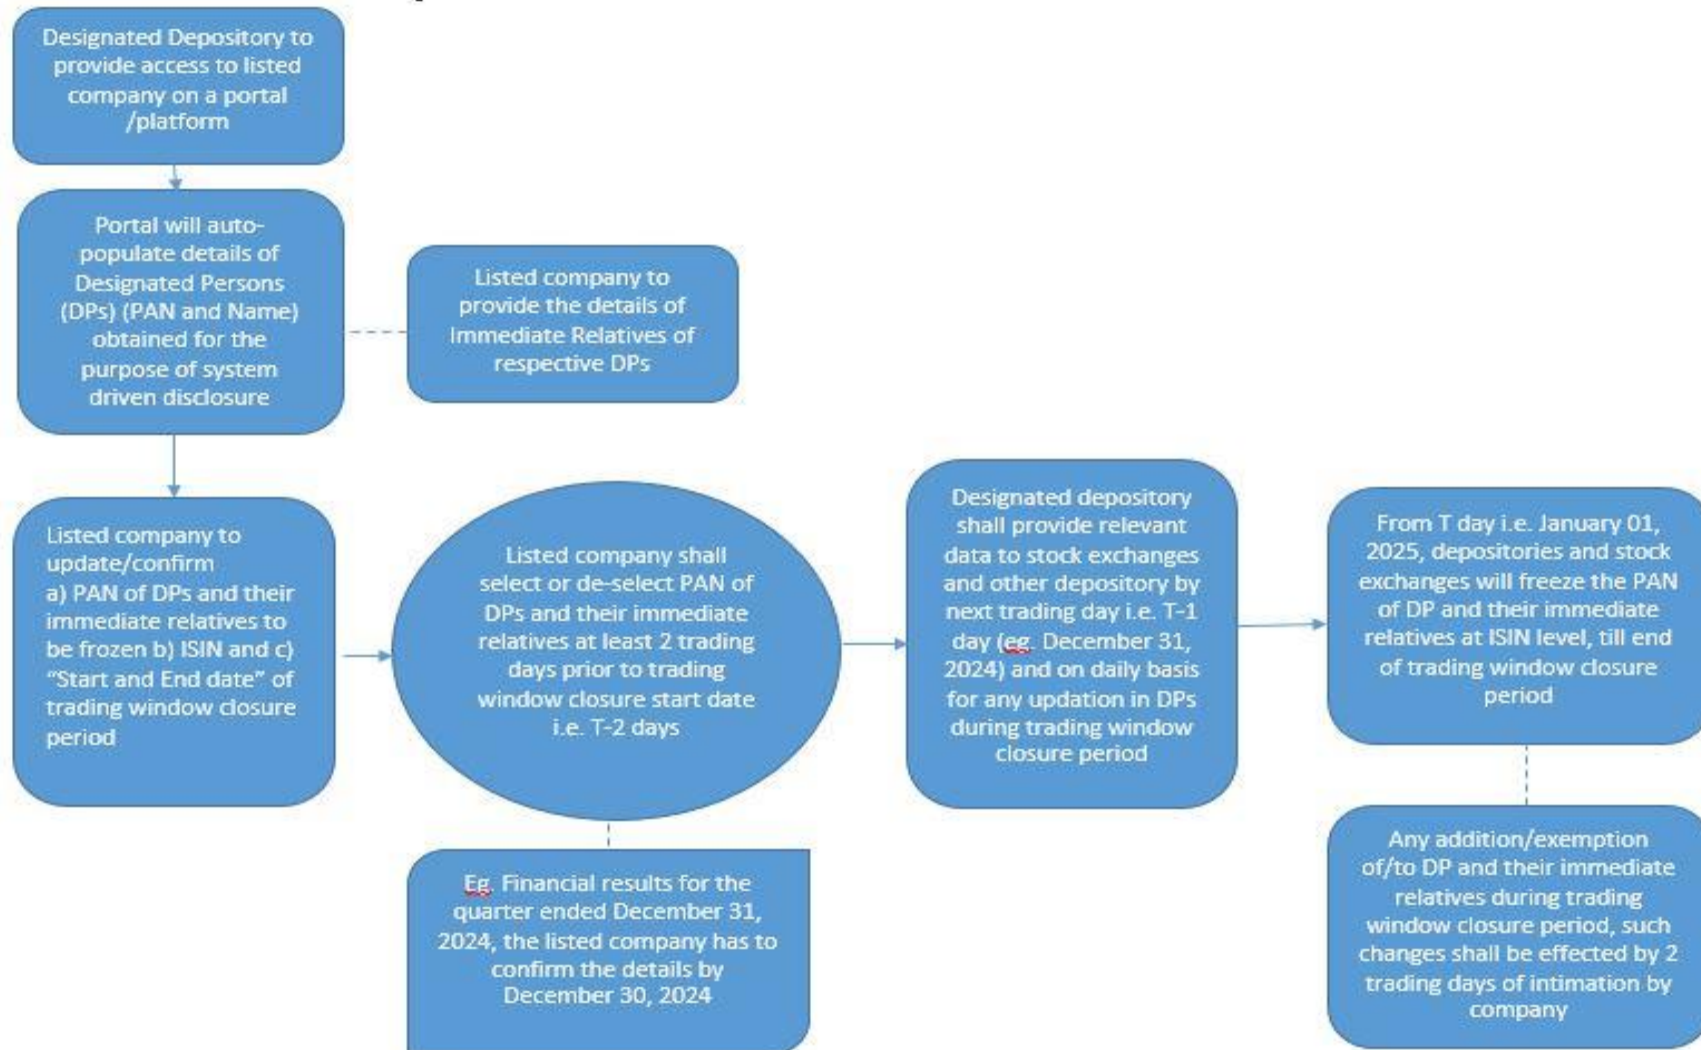 Designated Depository to
provide access to listed
company on a portal
/platform
Portal will auto-
populate details of
Designated Persons
(DPs) (PAN and Name)
obtained for the
purpose of system
driven disclosure
Listed company to
provide the details of
Immediate Relatives of
respective DPs
Listed company to
update/confirm
a) PAN of DPs and their
immediate relatives to
be frozen b) ISIN and c)
“Start and End date” of
trading window closure
period
Listed company shall
select or de-select PAN of
DPs and their immediate
relatives at least 2 trading
days prior to trading
window closure start date
i.e. T-2 days
Eg. Financial results for the
quarter ended December 31,
2024, the listed company has to
confirm the details by
December 30, 2024
Designated depository
shall provide relevant
data to stock exchanges
and other depository by
next trading day i.e. T-1
day (eg. December 31,
2024) and on daily basis
for any updation in DPs
during trading window
closure period
From T day i.e. January 01,
2025, depositories and stock
exchanges will freeze the PAN
of DP and their immediate
relatives at ISIN level, till end
of trading window closure
period
Any addition/exemption
of/to DP and their immediate
relatives during trading
window closure period, such
changes shall be effected by 2
trading days of intimation by
company